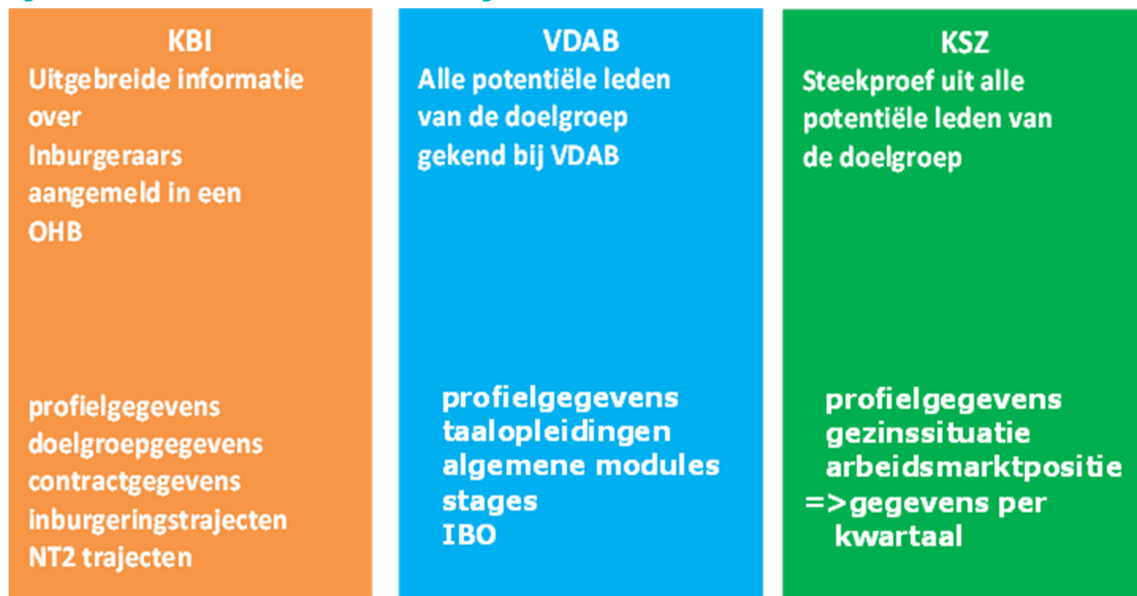 KBI
Uitgebreide informatie
over
Inburgeraars
aangemeld in een
OHB
profielgegevens
doelgroepgegevens
contractgegevens
inburgeringstrajecten
NT2 trajecten
VDAB
Alle potentiële leden
van de doelgroep
gekend bij VDAB
profielgegevens
taalopleidingen
algemene modules
stages
IBO
KSZ
Steekproef uit alle
potentiële leden van
de doelgroep
profielgegevens
gezinssituatie
arbeidsmarktpositie
=>gegevens per
kwartaal